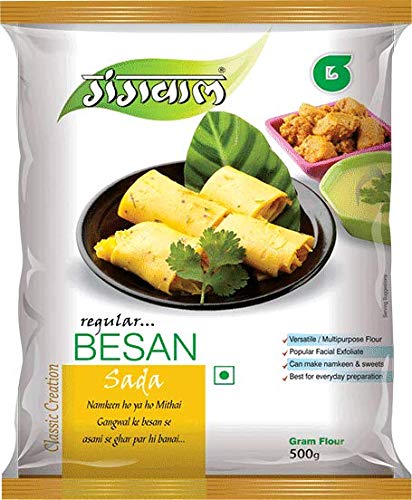 गंगवाल®
regular...
BESAN
Sada
Namkeen ho ya ho Mithai
Gangwal ke besan se
asani se ghar par hi banai...
Classic Creation
Versatile / Multipurpose Flour
Popular Facial Exfoliate
Can make namkeen & sweets
Best for everyday preparation
Serving Suggestions
Gram Flour
500g